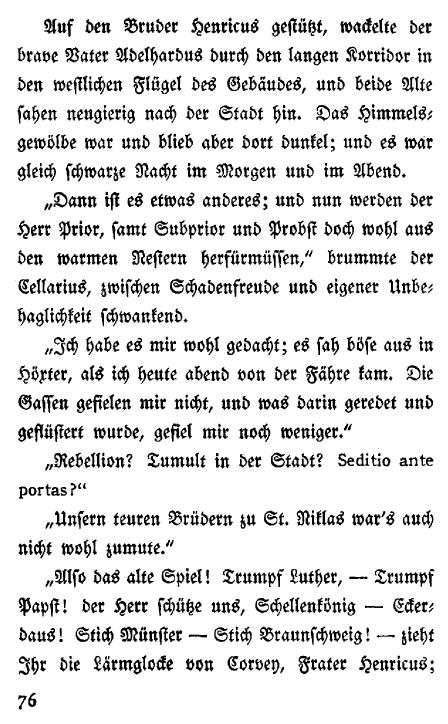 Auf den Bruder Henricus gestützt, wackelte der
brave Vater Adelhardus durch den langen Korridor in
den westlichen Flügel des Gebäudes, und beide Alte
sahen neugierig nach der Stadt hin. Das Himmels-
gewölbe war und blieb aber dort dunkel; und es war
gleich schwarze Nacht im Morgen und im Abend.
„Dann ist es etwas anderes; und nun werden der
Herr Prior, samt Subprior und Probst doch wohl aus
den warmen Nestern herfürmüssen,“ brummte der
Cellarius, zwischen Schadenfreude und eigener Unbe-
haglichkeit schwankend.
„Ich habe es mir wohl gedacht; es sah böse aus in
Höxter, als ich heute abend von der Fähre kam. Die
Gassen gefielen mir nicht, und was darin geredet und
geflüstert wurde, gefiel mir noch weniger.“
„Rebellion? Tumult in der Stadt? Seditio ante
portas?“
„Unsern teuren Brüdern zu St. Niklas war's auch
nicht wohl zumute.“
„Also das alte Spiel! Trumpf Luther, — Trumpf
Papst! der Herr schütze uns, Schellenkönig — Ecker-
daus! Stich Münster — Stich Braunschweig! — zieht
Ihr die Lärmglocke von Corvey, Frater Henricus;
76